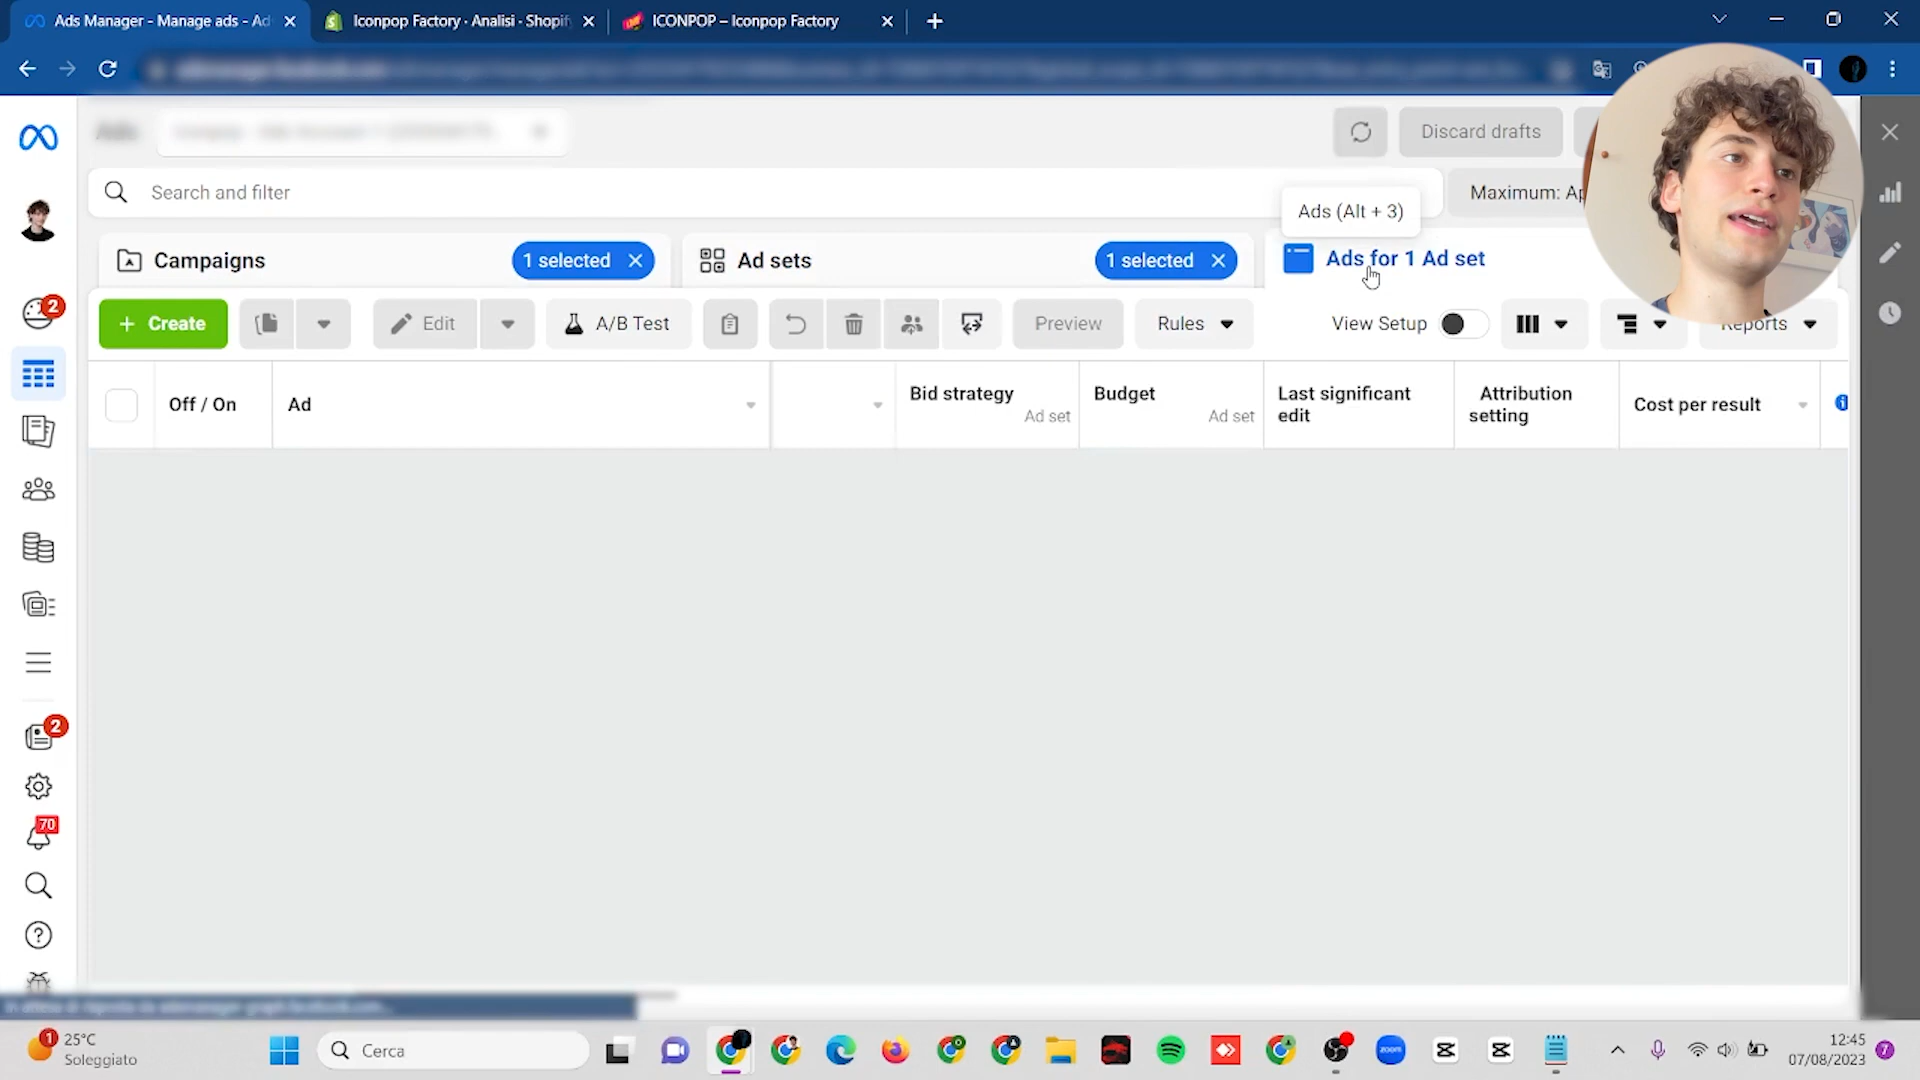 Ads Manager - Manage ads - Ad
Iconpop Factory · Analisi · Shopif
ICONPOP – Iconpop Factory
Ads
Discard drafts
Search and filter
Maximum: Ap
Ads (Alt + 3)
Campaigns
1 selected
Ad sets
1 selected
Ads for 1 Ad set
2
+ Create
Edit
A/B Test
Preview
Rules
View Setup
Reports
Off / On
Ad
Bid strategy
Ad set
Budget
Ad set
Last significant
edit
Attribution
setting
Cost per result
2
70
1
25°C
Soleggiato
Cerca
zoom
12:45
07/08/2023
7